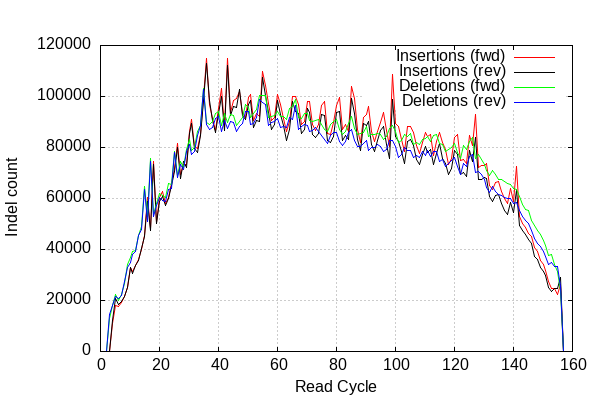 120000
100000
80000
60000
40000
20000
0
Indel count
Insertions (fwd)
Insertions (rev)
Deletions (fwd)
Deletions (rev)
0 20 40 60 80 100 120 140 160
Read Cycle